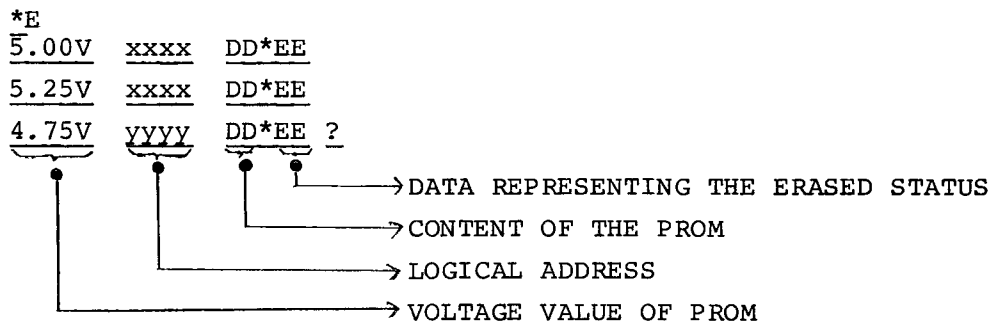 *E
5.00V xxxx DD*EE
5.25V xxxx DD*EE
4.75V yyyy DD*EE ?
DATA REPRESENTING THE ERASED STATUS
CONTENT OF THE PROM
LOGICAL ADDRESS
VOLTAGE VALUE OF PROM